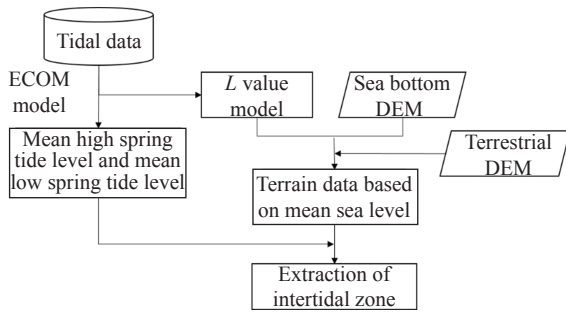 Tidal data
ECOM
model
L value
model
Sea bottom
DEM
Mean high spring
tide level and mean
low spring tide level
Terrestrial
DEM
Terrain data based
on mean sea level
Extraction of
intertidal zone